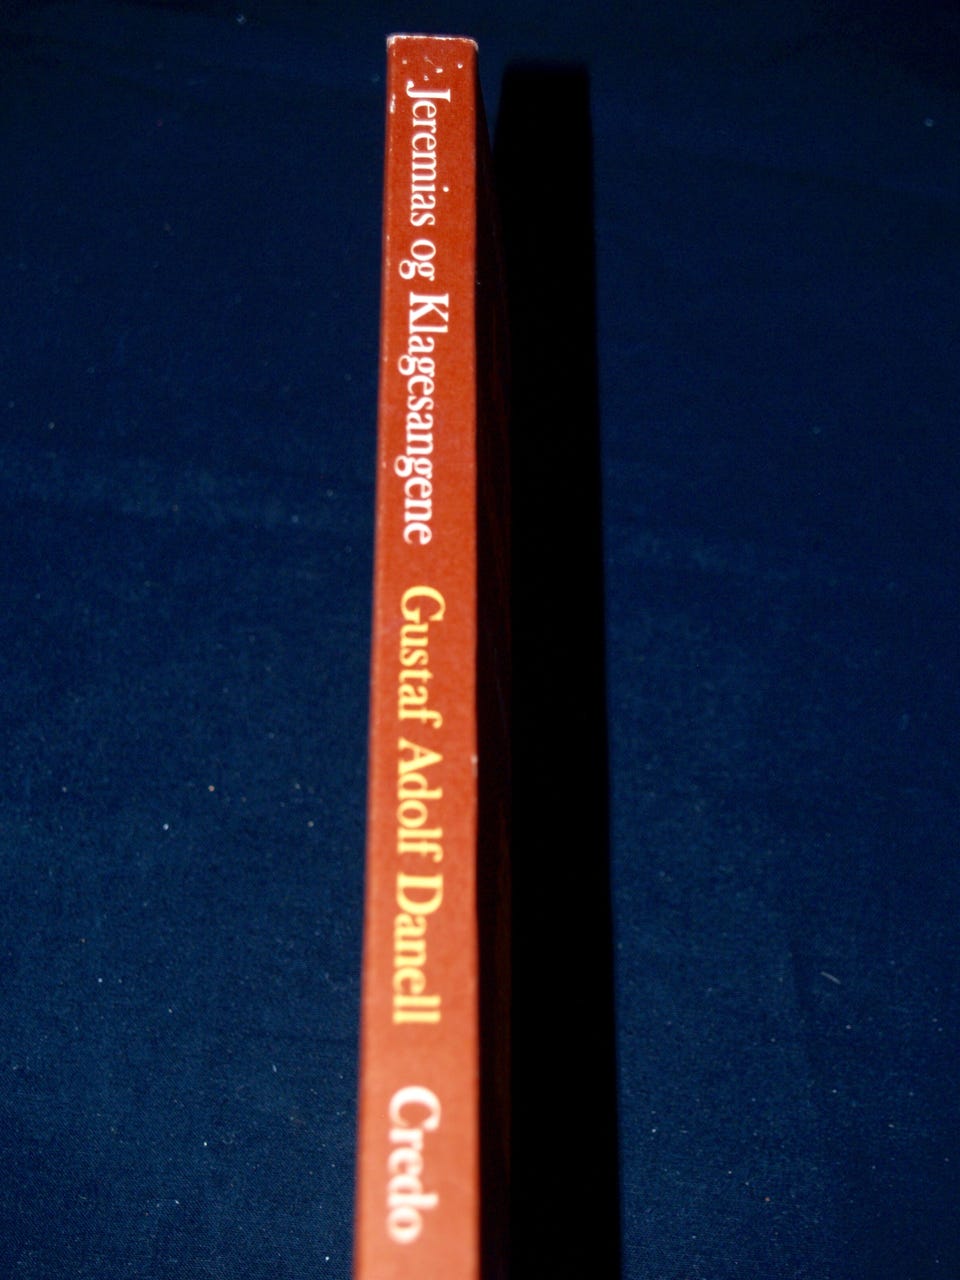 Jeremias og Klagesangene Gustaf Adolf Danell Credo